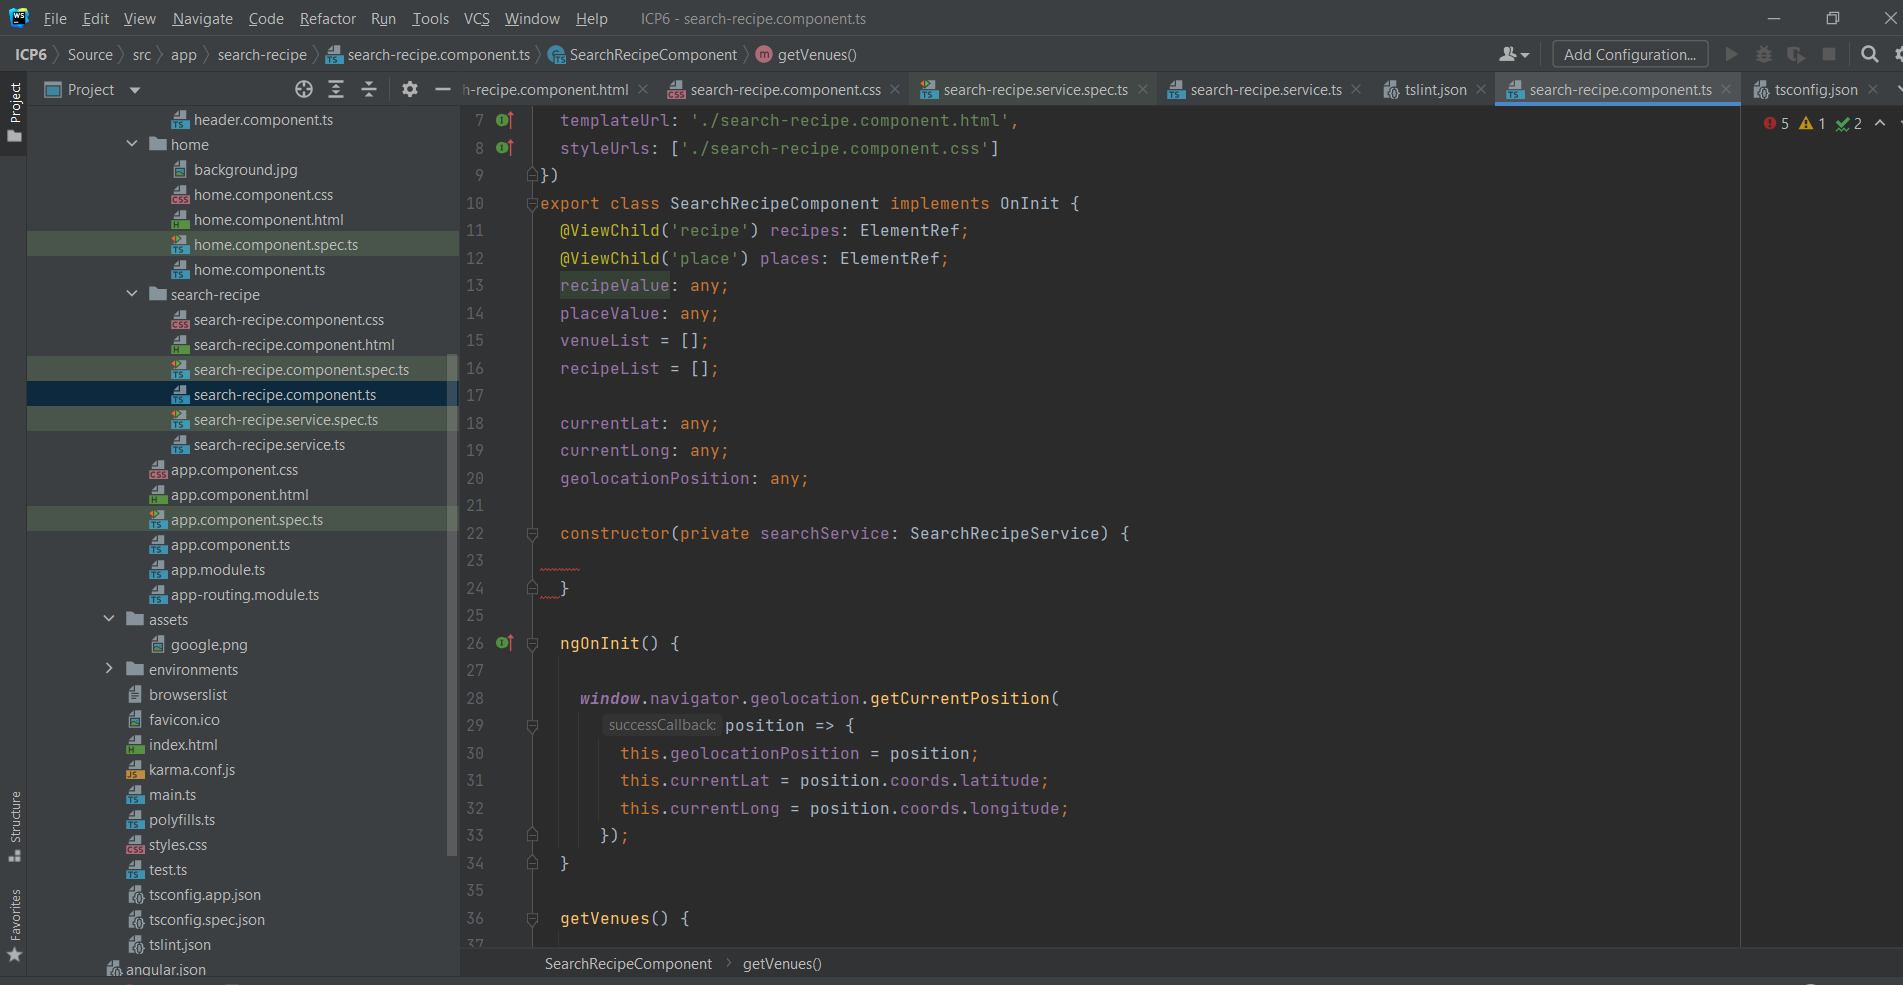 File Edit View Navigate Code Refactor Run Tools VCS Window Help ICP6 - search-recipe.component.ts
ICP6 Source src app search-recipe search-recipe.component.ts SearchRecipeComponent getVenues() Add Configuration...
Project h-recipe.component.html search-recipe.component.css search-recipe.service.spec.ts search-recipe.service.ts tslint.json search-recipe.component.ts tsconfig.json
5 1 2
Project
Structure
Favorites
header.component.ts
home
background.jpg
home.component.css
home.component.html
home.component.spec.ts
home.component.ts
search-recipe
search-recipe.component.css
search-recipe.component.html
search-recipe.component.spec.ts
search-recipe.component.ts
search-recipe.service.spec.ts
search-recipe.service.ts
app.component.css
app.component.html
app.component.spec.ts
app.component.ts
app.module.ts
app-routing.module.ts
assets
google.png
environments
browserslist
favicon.ico
index.html
karma.conf.js
main.ts
polyfills.ts
styles.css
test.ts
tsconfig.app.json
tsconfig.spec.json
tslint.json
angular.json
7 templateUrl: './search-recipe.component.html',
8 styleUrls: ['./search-recipe.component.css']
9 })
10 export class SearchRecipeComponent implements OnInit {
11 @ViewChild('recipe') recipes: ElementRef;
12 @ViewChild('place') places: ElementRef;
13 recipeValue: any;
14 placeValue: any;
15 venueList = [];
16 recipeList = [];
17
18 currentLat: any;
19 currentLong: any;
20 geolocationPosition: any;
21
22 constructor(private searchService: SearchRecipeService) {
23
24 }
25
26 ngOnInit() {
27
28 window.navigator.geolocation.getCurrentPosition(
29 successCallback: position => {
30 this.geolocationPosition = position;
31 this.currentLat = position.coords.latitude;
32 this.currentLong = position.coords.longitude;
33 });
34 }
35
36 getVenues() {
37
SearchRecipeComponent getVenues()